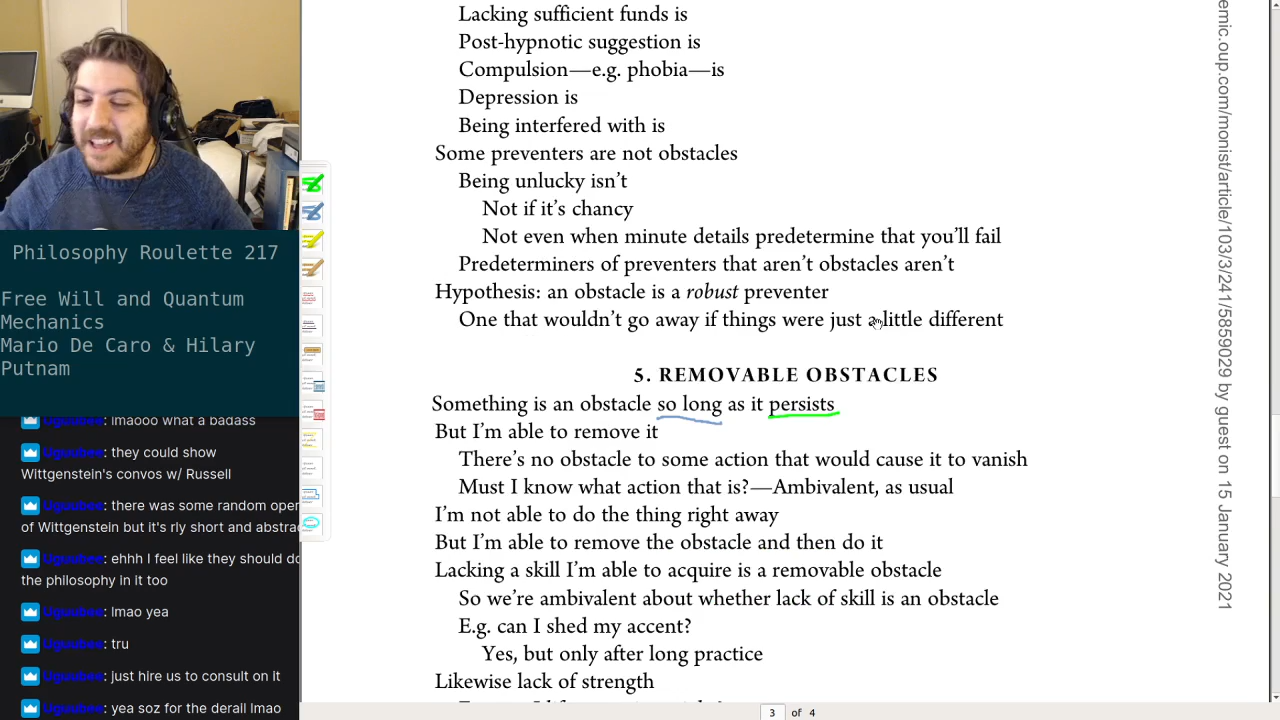 Lacking sufficient funds is
Post-hypnotic suggestion is
Compulsion—e.g. phobia—is
Depression is
Being interfered with is
Some preventers are not obstacles
Being unlucky isn't
Not if it's chancy
Not even when minute details predetermine that you'll fail
Predeterminers of preventers that aren't obstacles aren't
Hypothesis: an obstacle is a robust preventer
One that wouldn't go away if things were just a little different
5. REMOVABLE OBSTACLES
Something is an obstacle so long as it persists
But I'm able to remove it
There's no obstacle to some action that would cause it to vanish
Must I know what action that is?—Ambivalent, as usual
I'm not able to do the thing right away
But I'm able to remove the obstacle and then do it
Lacking a skill I'm able to acquire is a removable obstacle
So we're ambivalent about whether lack of skill is an obstacle
E.g. can I shed my accent?
Yes, but only after long practice
Likewise lack of strength
emic.oup.com/monist/article/103/3/241/5859029 by guest on 15 January 2021
Philosophy Roulette 217
Free Will and Quantum
Mechanics
Mario De Caro & Hilary
Putnam
: lmaooo what a badass
: they could show
Wittgenstein's convos w/ Russell
: there was some random oper
of Wittgenstein but it's rly short and abstra
: ehhh I feel like they should do
the philosophy in it too
: lmao yea
: tru
: just hire us to consult on it
: yea soz for the derall lmao
3 of 4